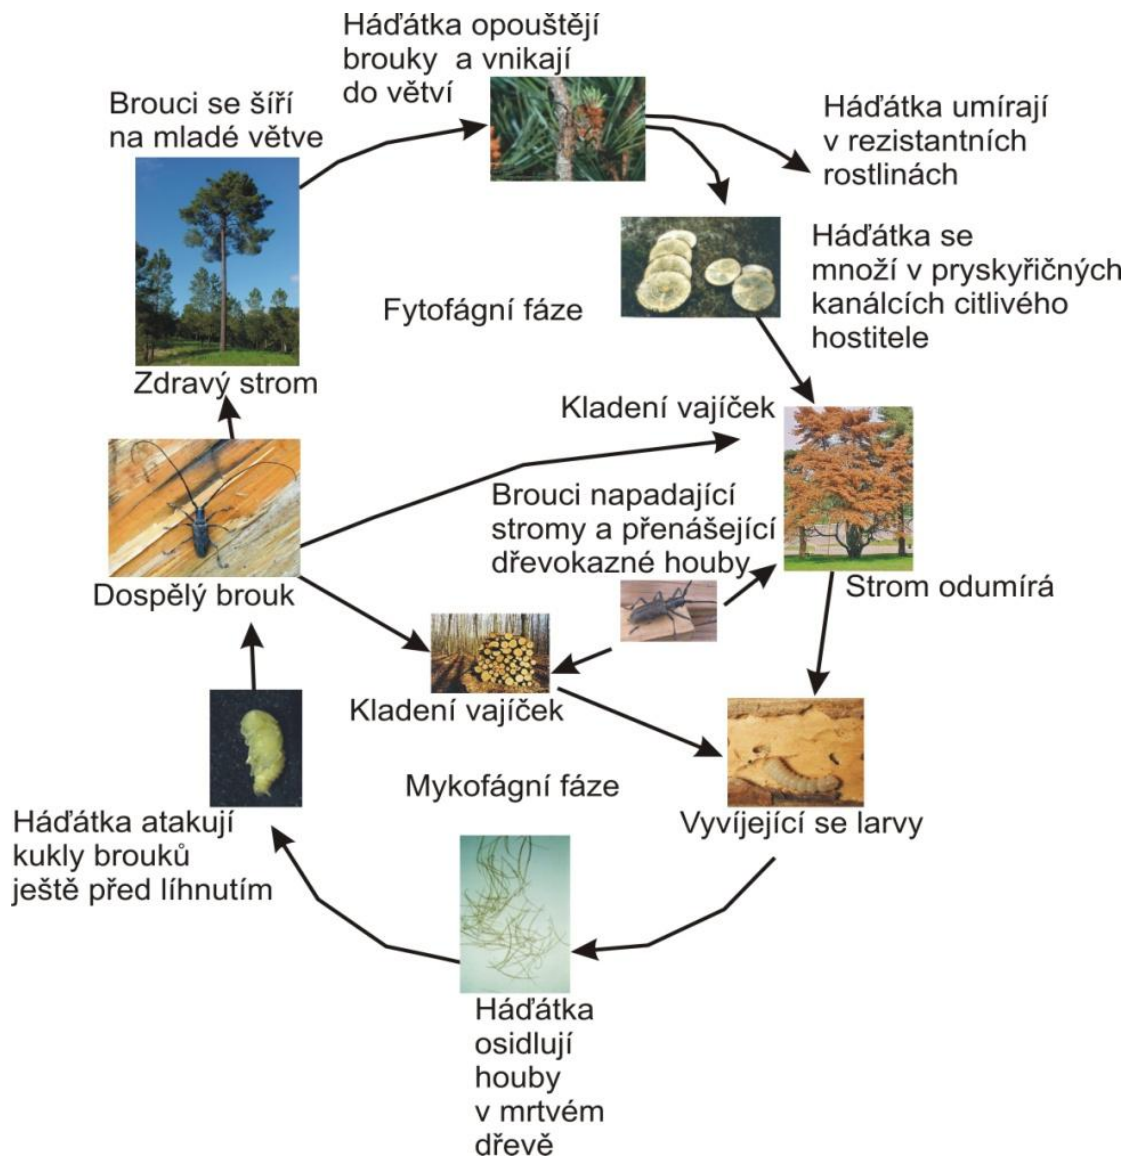 Háďátka opouštějí
brouky a vnikají
do větví
Brouci se šíří
na mladé větve
Háďátka umírají
v rezistantních
rostlinách
Háďátka se
množí v pryskyřičných
kanálcích citlivého
hostitele
Fytofágní fáze
Zdravý strom
Kladení vajíček
Brouci napadající
stromy a přenášející
dřevokazné houby
Dospělý brouk
Strom odumírá
Kladení vajíček
Mykofágní fáze
Vyvíjející se larvy
Háďátka atakují
kukly brouků
ještě před líhnutím
Háďátka
osidlují
houby
v mrtvém
dřevě